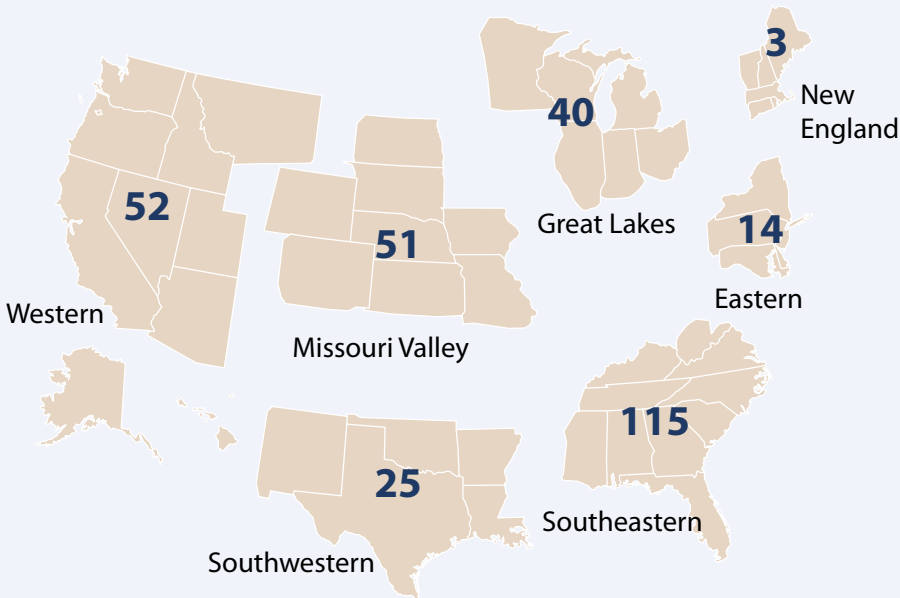 3
New
England
40
Great Lakes
52
Western
51
Missouri Valley
14
Eastern
115
Southeastern
25
Southwestern